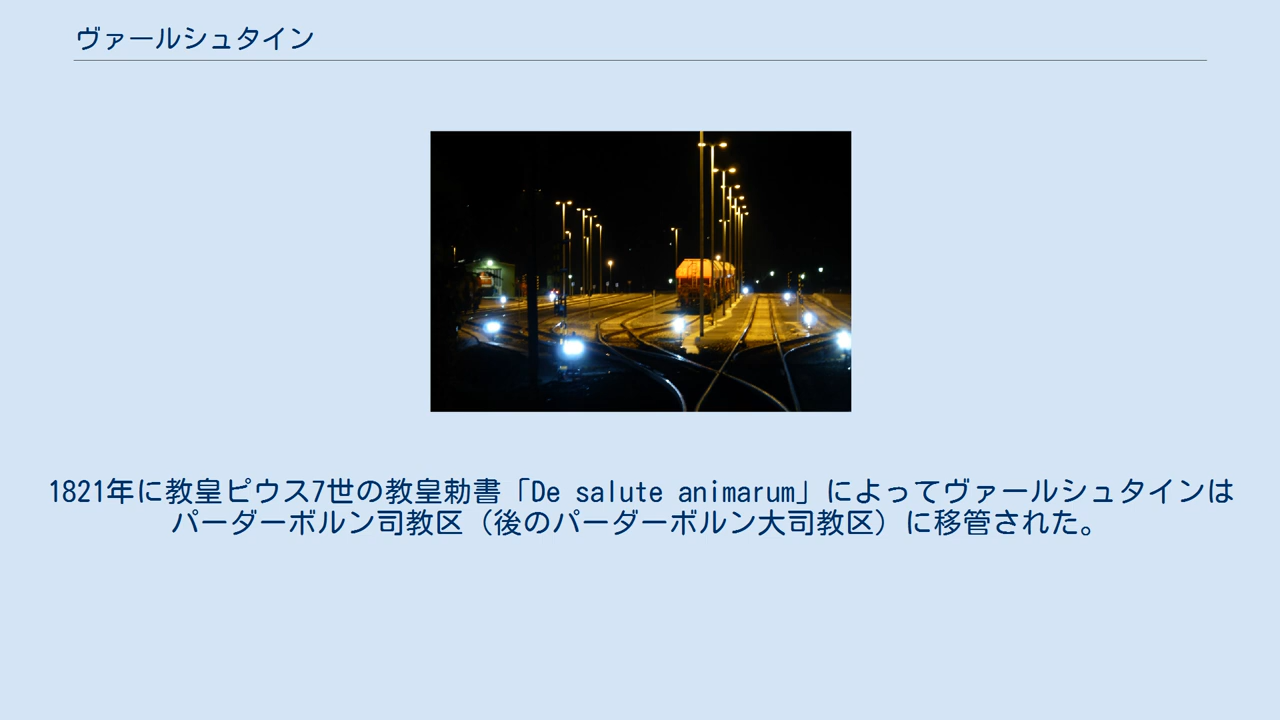 ヴァールシュタイン
1821年に教皇ピウス7世の教皇勅書「De salute animarum」によってヴァールシュタインは
パーダーボルン司教区（後のパーダーボルン大司教区）に移管された。